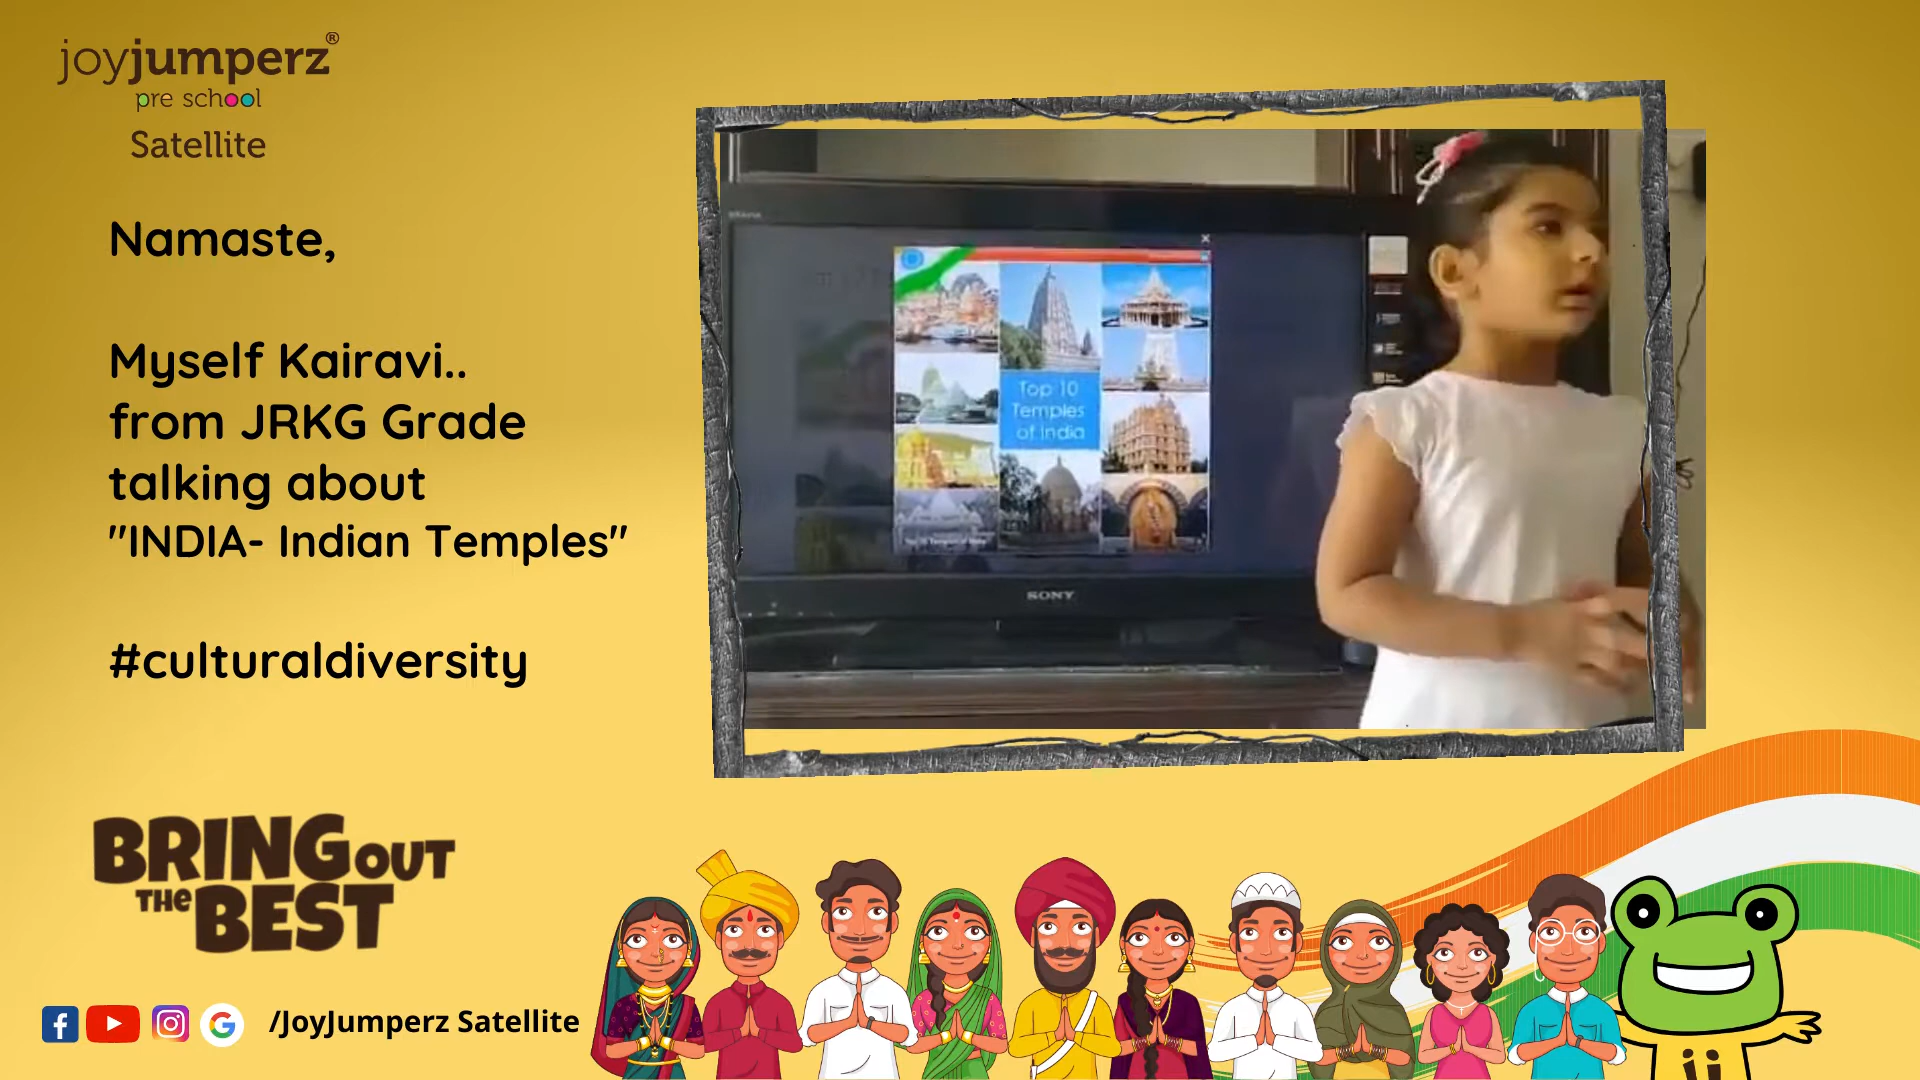 joyjumperz®
pre school
Satellite
Namaste,
Myself Kairavi..
from JRKG Grade
talking about
"INDIA- Indian Temples"
#culturaldiversity
Top 10
Temples
of India
SONY
BRING OUT
THE BEST
/JoyJumperz Satellite
jj